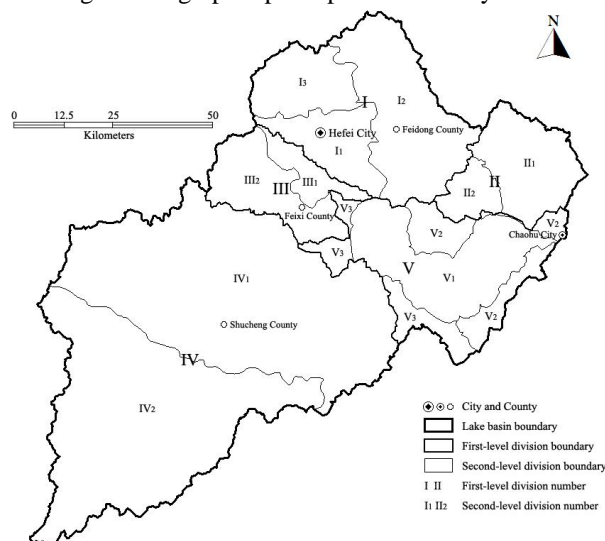 N
I3
I
I2
0 12.5 25 50
Kilometers
Hefei City
Feidong County
I1
II1
III2
III
III1
II2
II
Feixi County
V3
V2
V2
Chaohu City
V3
V
V1
IV1
V3
V2
Shucheng County
IV
IV2
City and County
Lake basin boundary
First-level division boundary
Second-level division boundary
I II First-level division number
I1 II2 Second-level division number